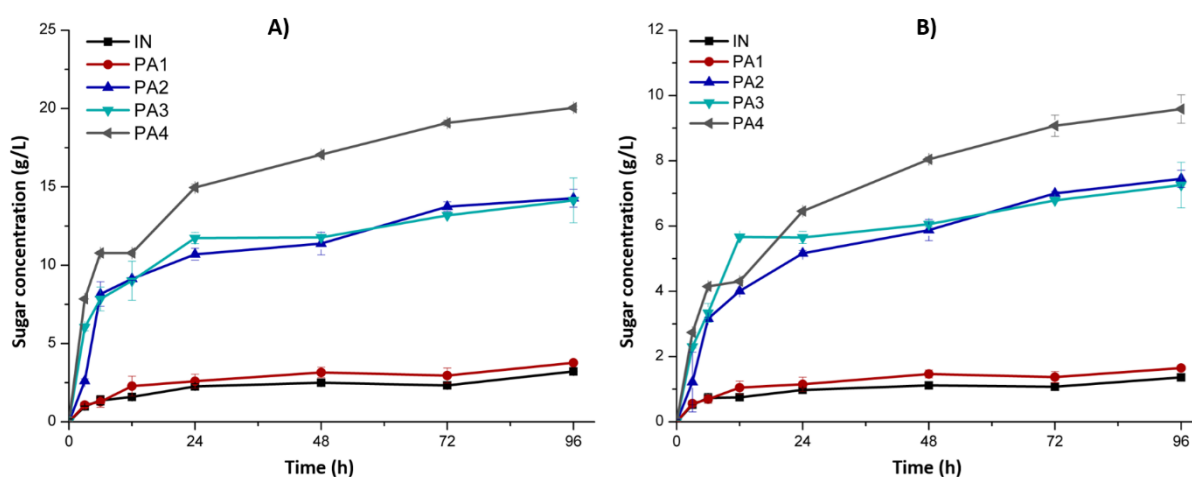 A)
IN
PA1
PA2
PA3
PA4
25
20
15
10
5
0
Sugar concentration (g/L)
0
24
48
72
96
Time (h)
B)
IN
PA1
PA2
PA3
PA4
12
10
8
6
4
2
0
Sugar concentration (g/L)
0
24
48
72
96
Time (h)